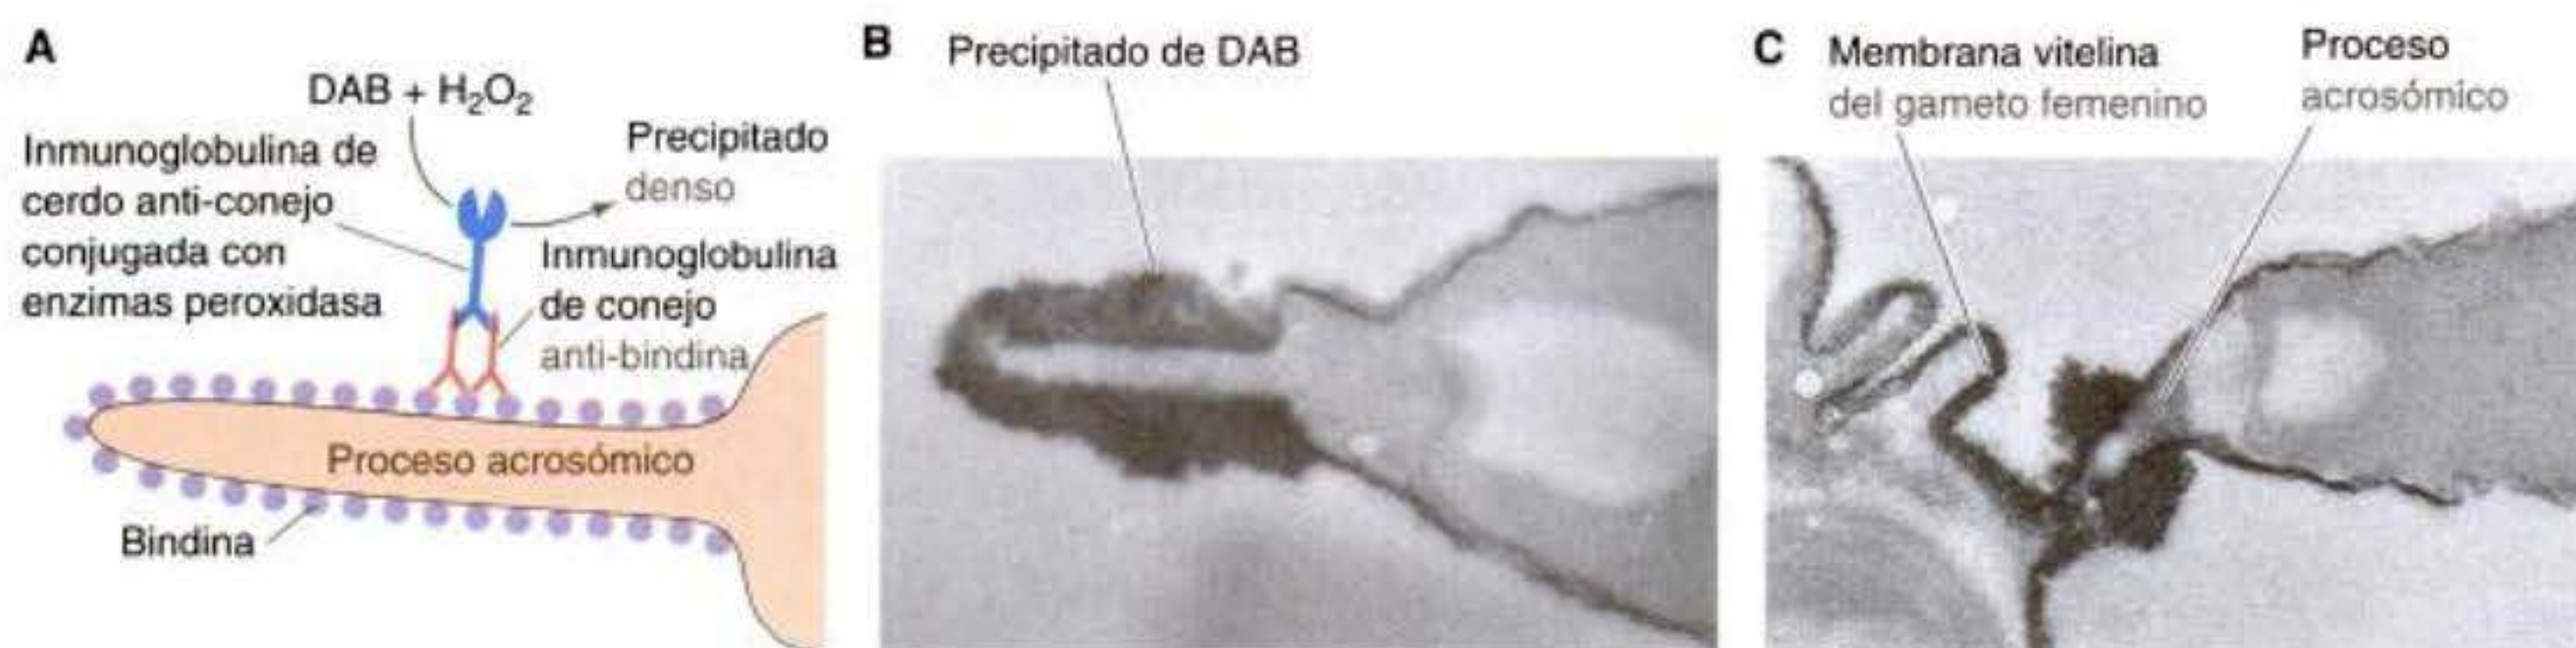 A
DAB + H₂O₂
Inmunoglobulina de
cerdo anti-conejo
conjugada con
enzimas peroxidasa
Precipitado
denso
Inmunoglobulina
de conejo
anti-bindina
Proceso acrosómico
Bindina
B
Precipitado de DAB
C
Membrana vitelina
del gameto femenino
Proceso
acrosómico